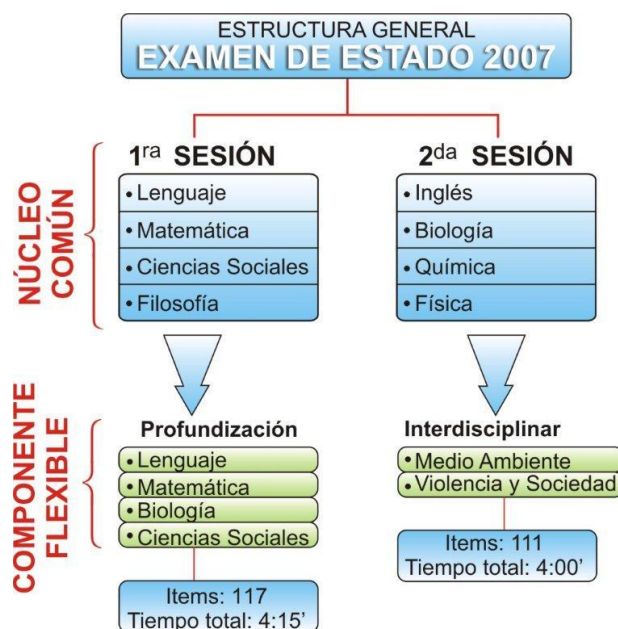 ESTRUCTURA GENERAL
EXAMEN DE ESTADO 2007
NÚCLEO
COMÚN
1ra SESIÓN
• Lenguaje
• Matemática
• Ciencias Sociales
• Filosofía
2da SESIÓN
• Inglés
• Biología
• Química
• Física
COMPONENTE
FLEXIBLE
Profundización
• Lenguaje
• Matemática
• Biología
• Ciencias Sociales
Items: 117
Tiempo total: 4:15’
Interdisciplinar
• Medio Ambiente
• Violencia y Sociedad
Items: 111
Tiempo total: 4:00’